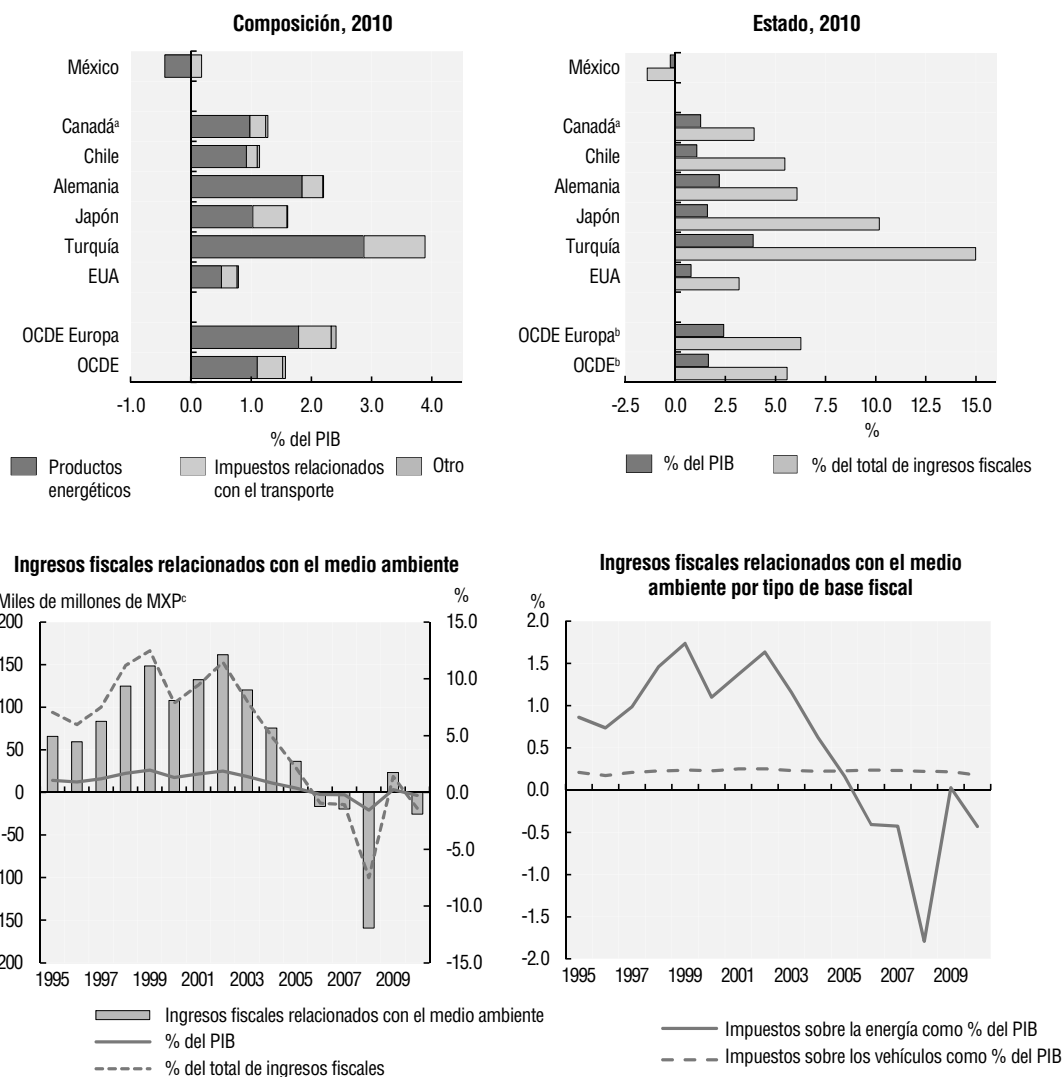 Composición, 2010
México
Canadáᵃ
Chile
Alemania
Japón
Turquía
EUA
OCDE Europa
OCDE
-1.0 0.0 1.0 2.0 3.0 4.0
% del PIB
Productos energéticos
Impuestos relacionados con el transporte
Otro
Estado, 2010
México
Canadáᵃ
Chile
Alemania
Japón
Turquía
EUA
OCDE Europaᵇ
OCDEᵇ
-2.5 0.0 2.5 5.0 7.5 10.0 12.5 15.0
%
% del PIB
% del total de ingresos fiscales
Ingresos fiscales relacionados con el medio ambiente
Miles de millones de MXPᶜ
%
200
150
100
50
0
-50
100
150
200
15.0
10.0
5.0
0.0
-5.0
-10.0
-15.0
1995 1997 1999 2001 2003 2005 2007 2009
Ingresos fiscales relacionados con el medio ambiente
% del PIB
% del total de ingresos fiscales
Ingresos fiscales relacionados con el medio
ambiente por tipo de base fiscal
%
2.0
1.5
1.0
0.5
0.0
-0.5
-1.0
-1.5
-2.0
1995 1997 1999 2001 2003 2005 2007 2009
Impuestos sobre la energía como % del PIB
Impuestos sobre los vehículos como % del PIB